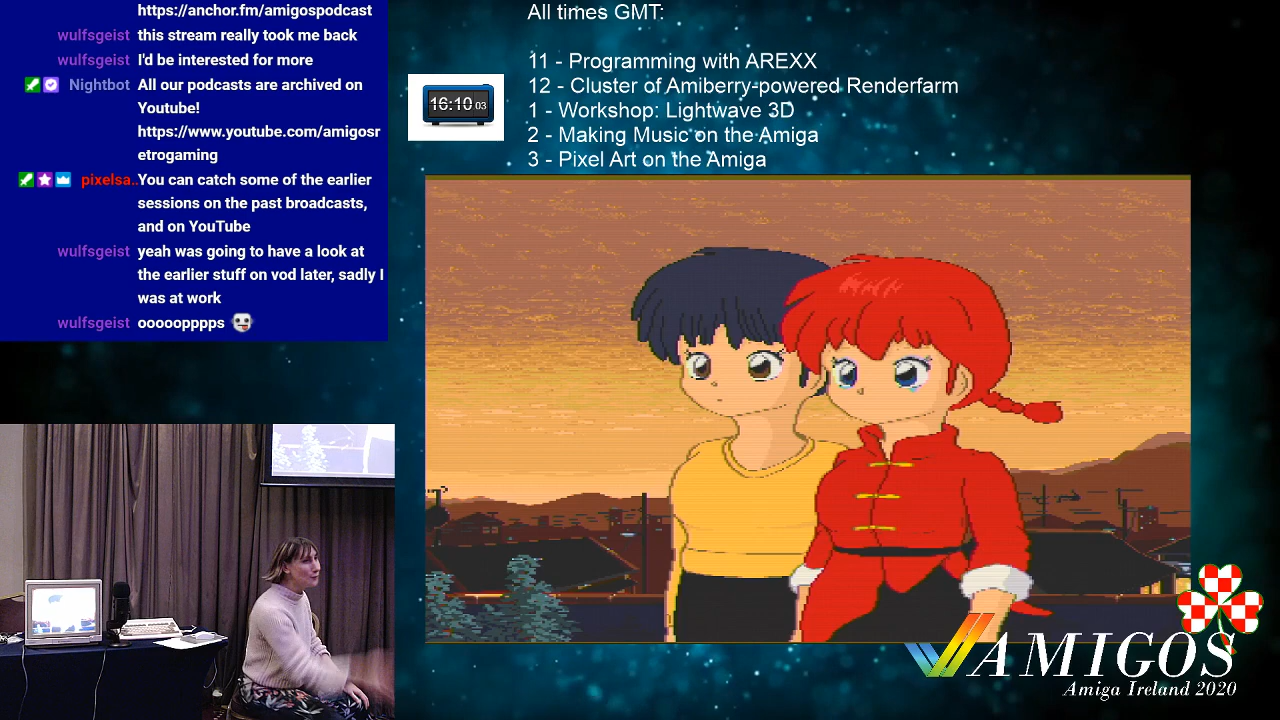 https://anchor.fm/amigospodcast
wulfsgeist this stream really took me back
wulfsgeist I'd be interested for more
Nightbot All our podcasts are archived on
Youtube!
https://www.youtube.com/amigosr
etrogaming
pixelsa..You can catch some of the earlier
sessions on the past broadcasts,
and on YouTube
wulfsgeist yeah was going to have a look at
the earlier stuff on vod later, sadly I
was at work
wulfsgeist ooooopppps
16:10 03
All times GMT:
11 - Programming with AREXX
12 - Cluster of Amiberry-powered Renderfarm
1 - Workshop: Lightwave 3D
2 - Making Music on the Amiga
3 - Pixel Art on the Amiga
AMIGOS
Amiga Ireland 2020